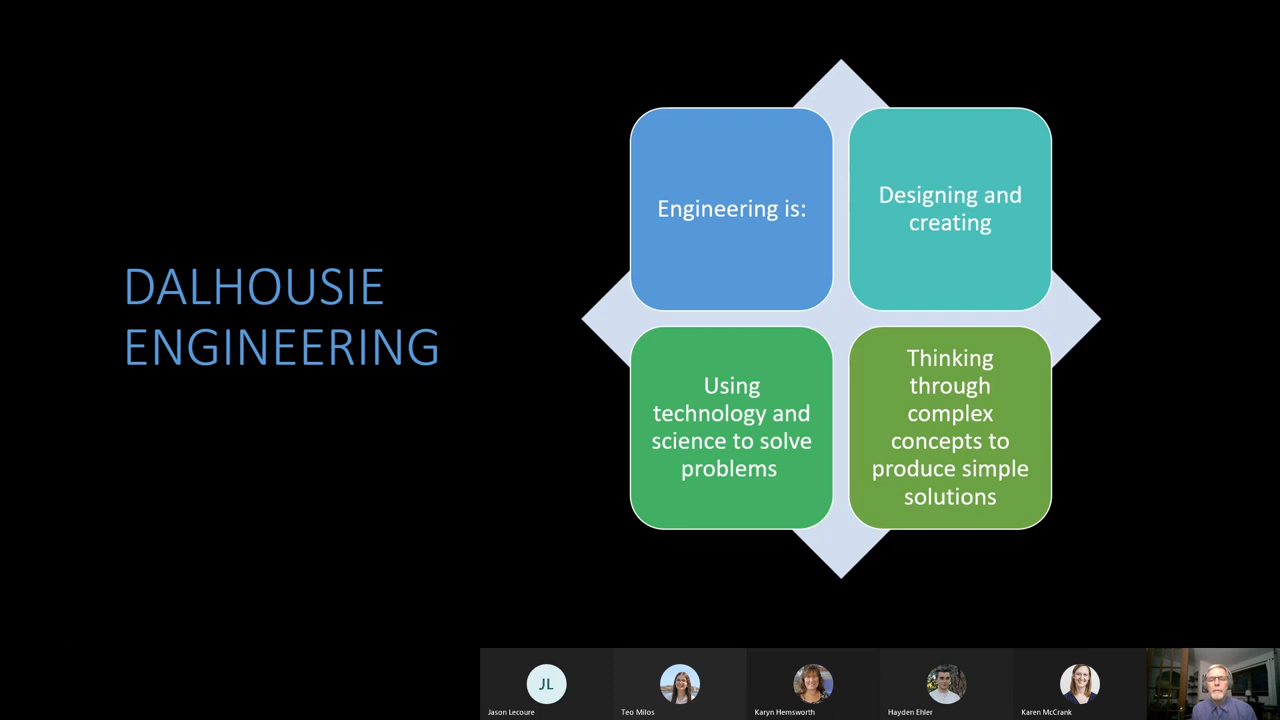 DALHOUSIE
ENGINEERING
Engineering is:
Designing and
creating
Using
technology and
science to solve
problems
Thinking
through
complex
concepts to
produce simple
solutions
JL
Jason Lecoure
Teo Milos
Karyn Hemsworth
Hayden Ehler
Karen McCrank